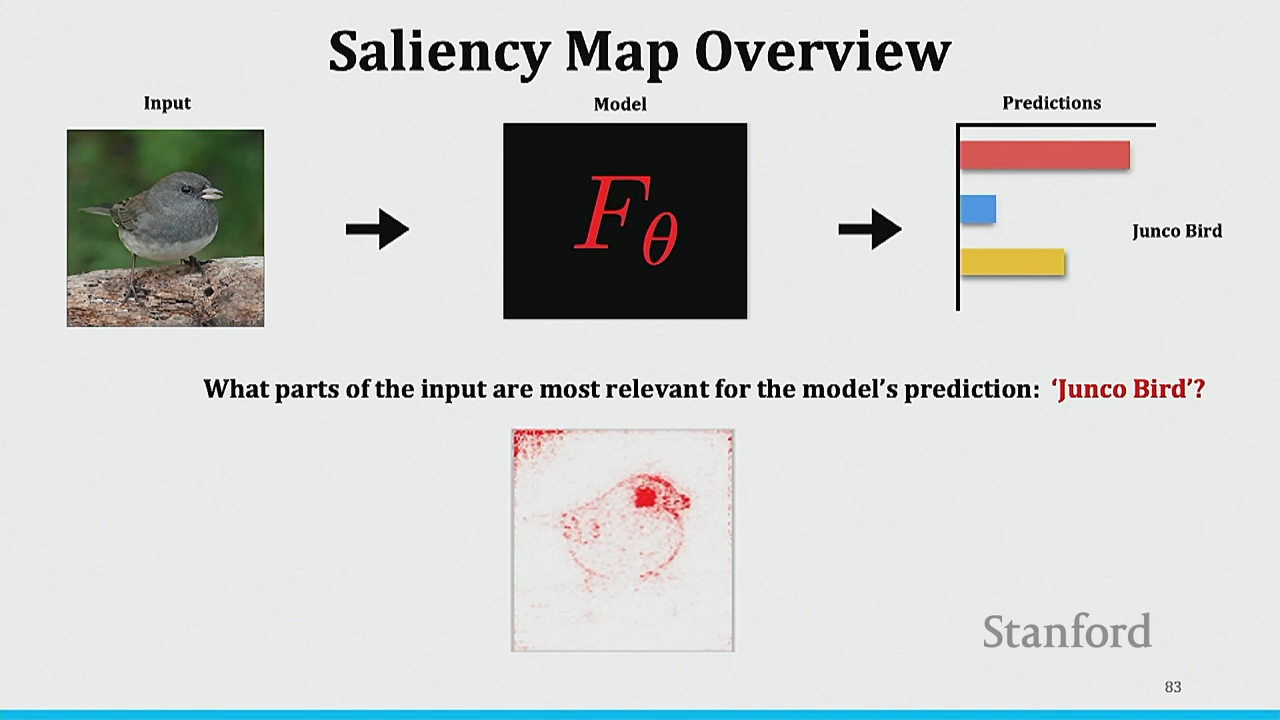 Saliency Map Overview
Input
Model
Predictions
F_θ
Junco Bird
What parts of the input are most relevant for the model’s prediction: ‘Junco Bird’?
Stanford
83